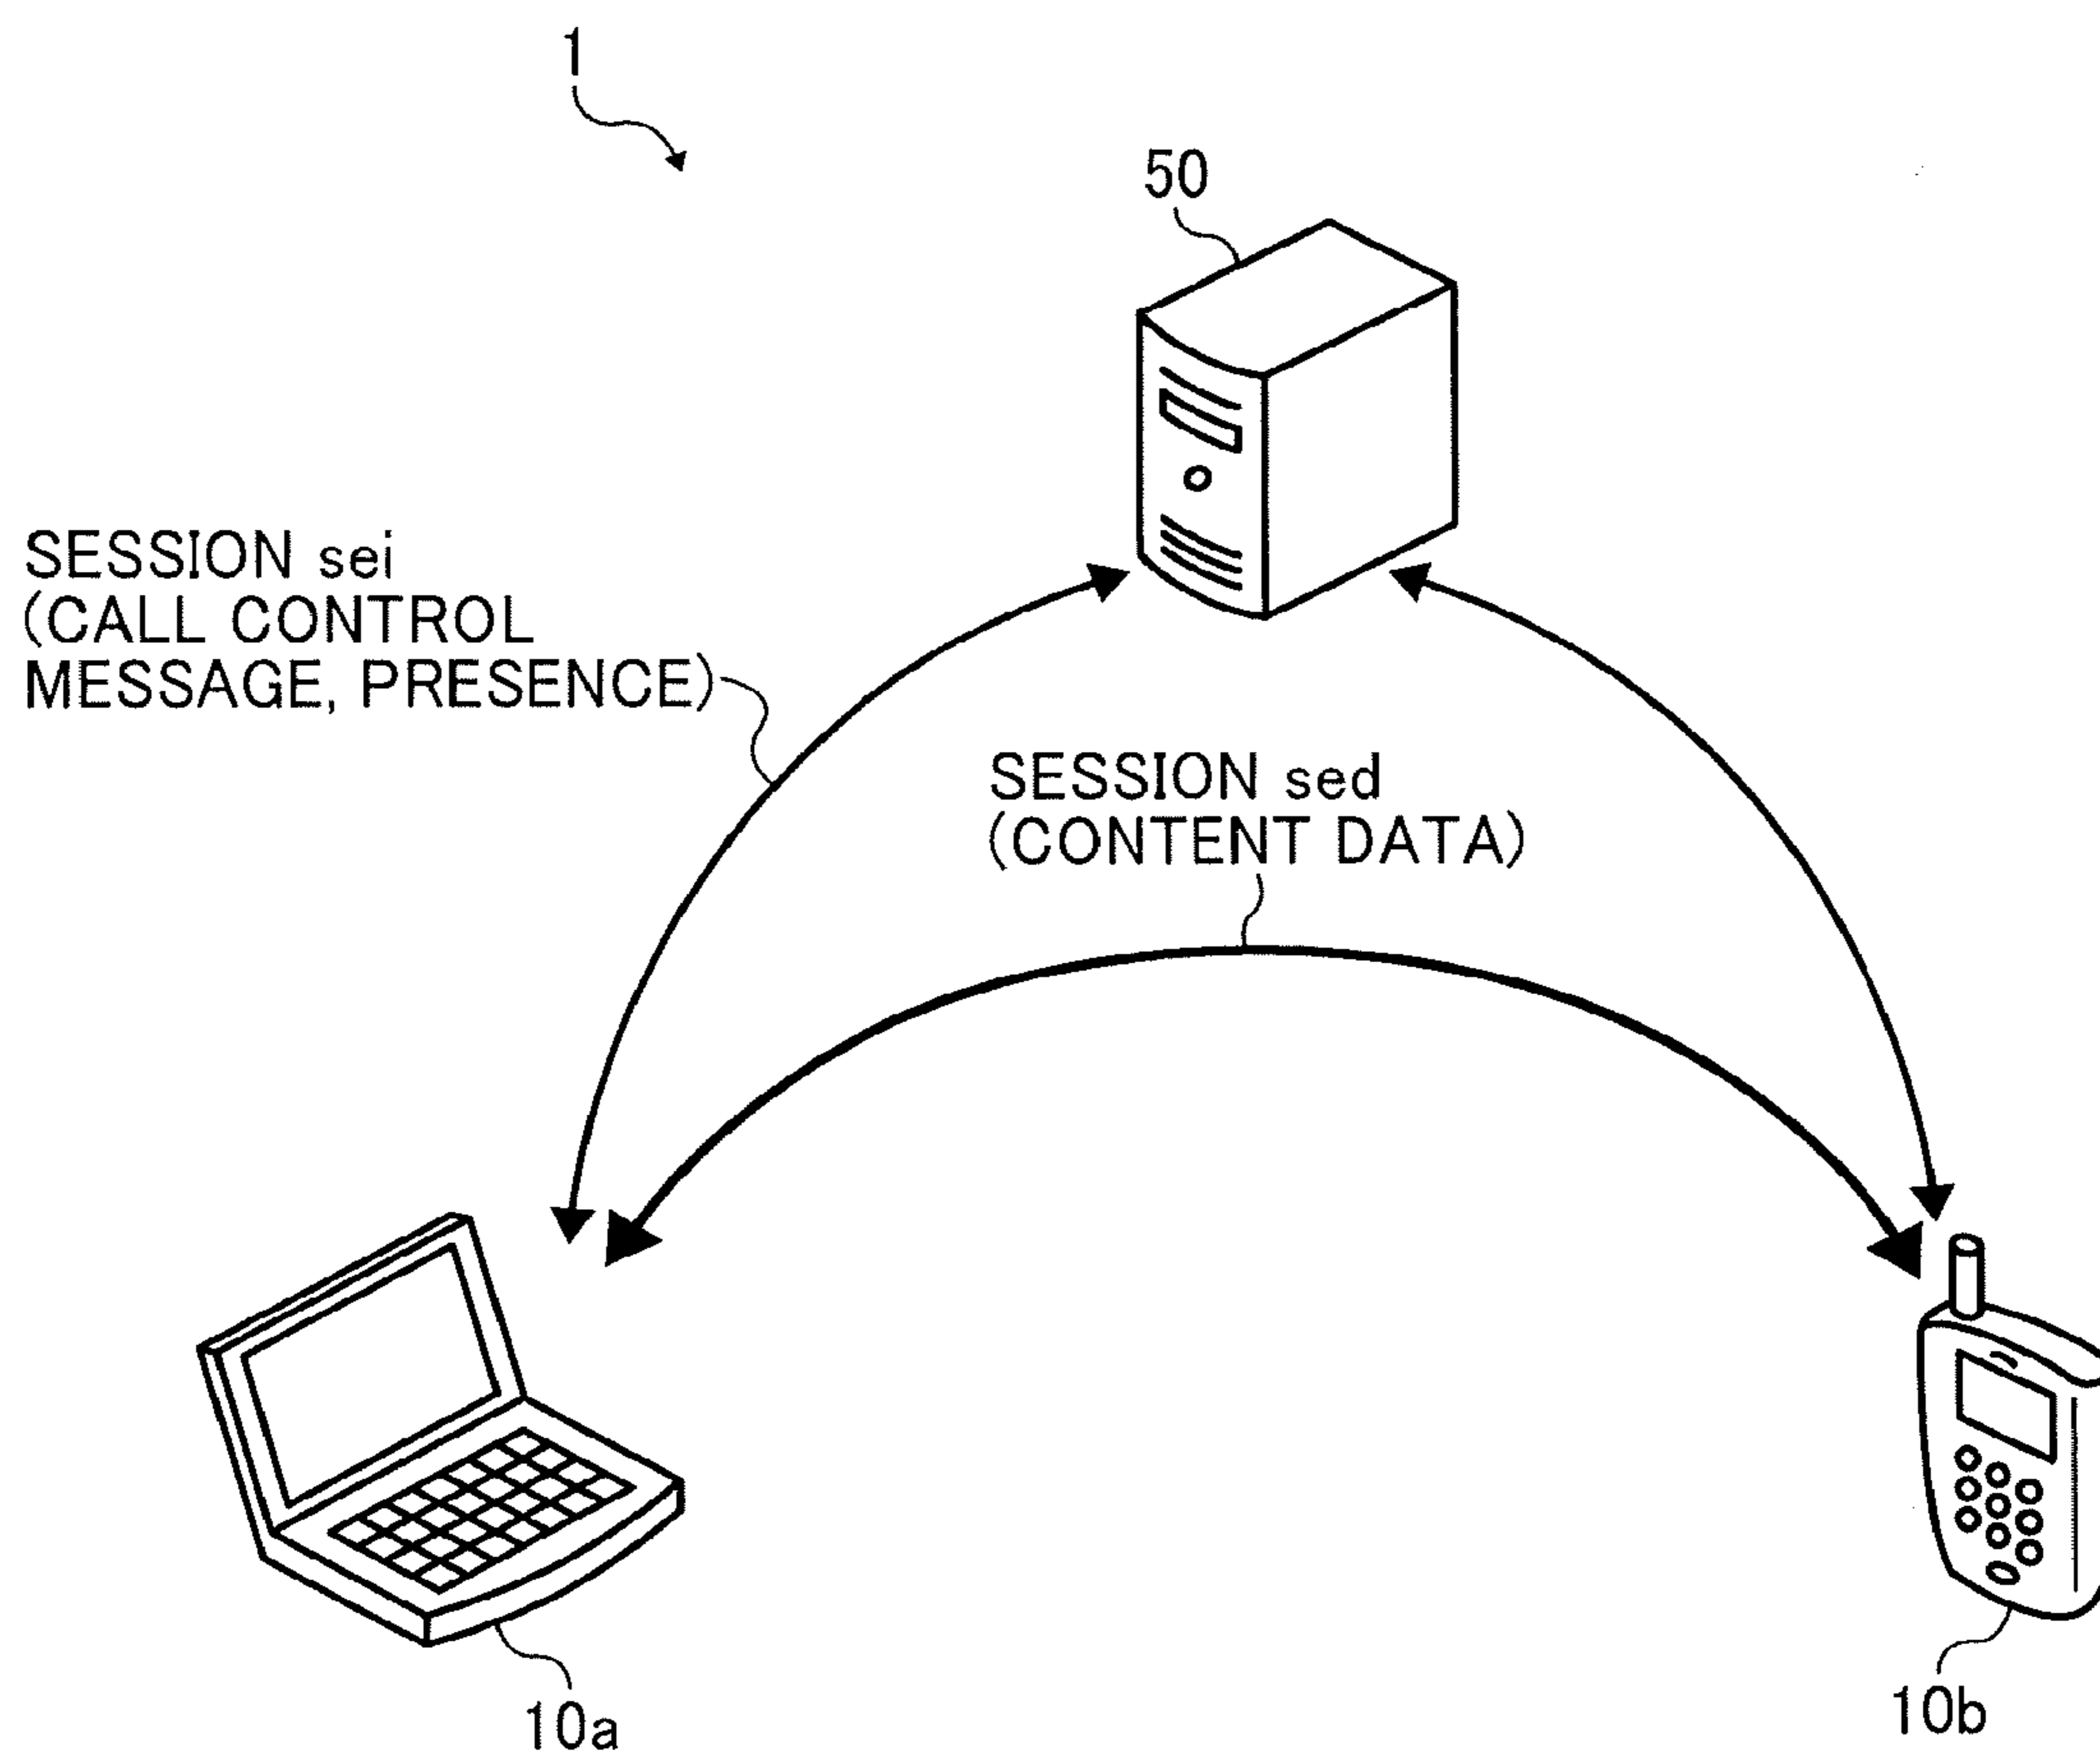 1
50
SESSION sei
(CALL CONTROL
MESSAGE, PRESENCE)
SESSION sed
(CONTENT DATA)
10a
10b